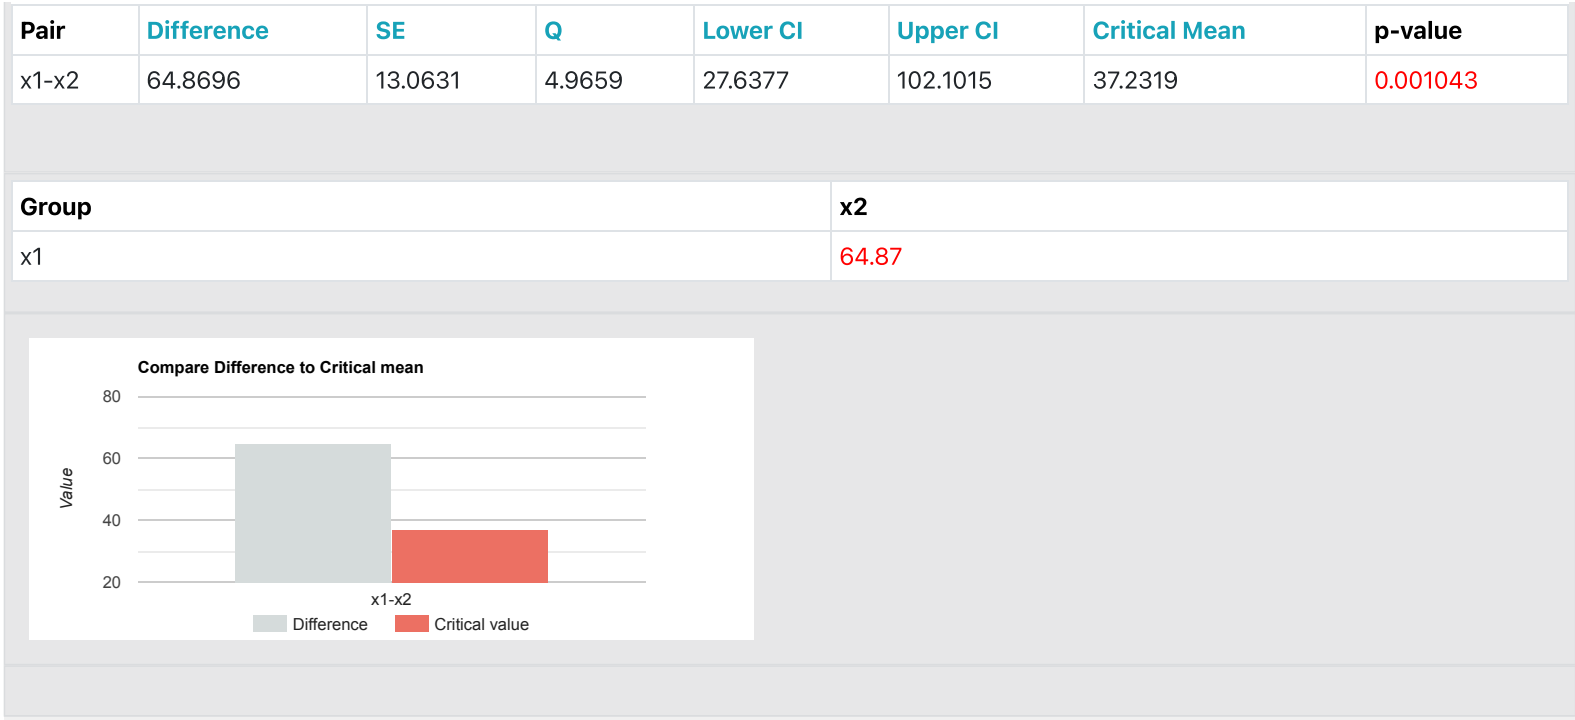 Pair Difference SE Q Lower CI Upper CI Critical Mean p-value
x1-x2 64.8696 13.0631 4.9659 27.6377 102.1015 37.2319 0.001043
Group x2
x1 64.87
Compare Difference to Critical mean
80
60
40
20
Value
x1-x2
Difference Critical value